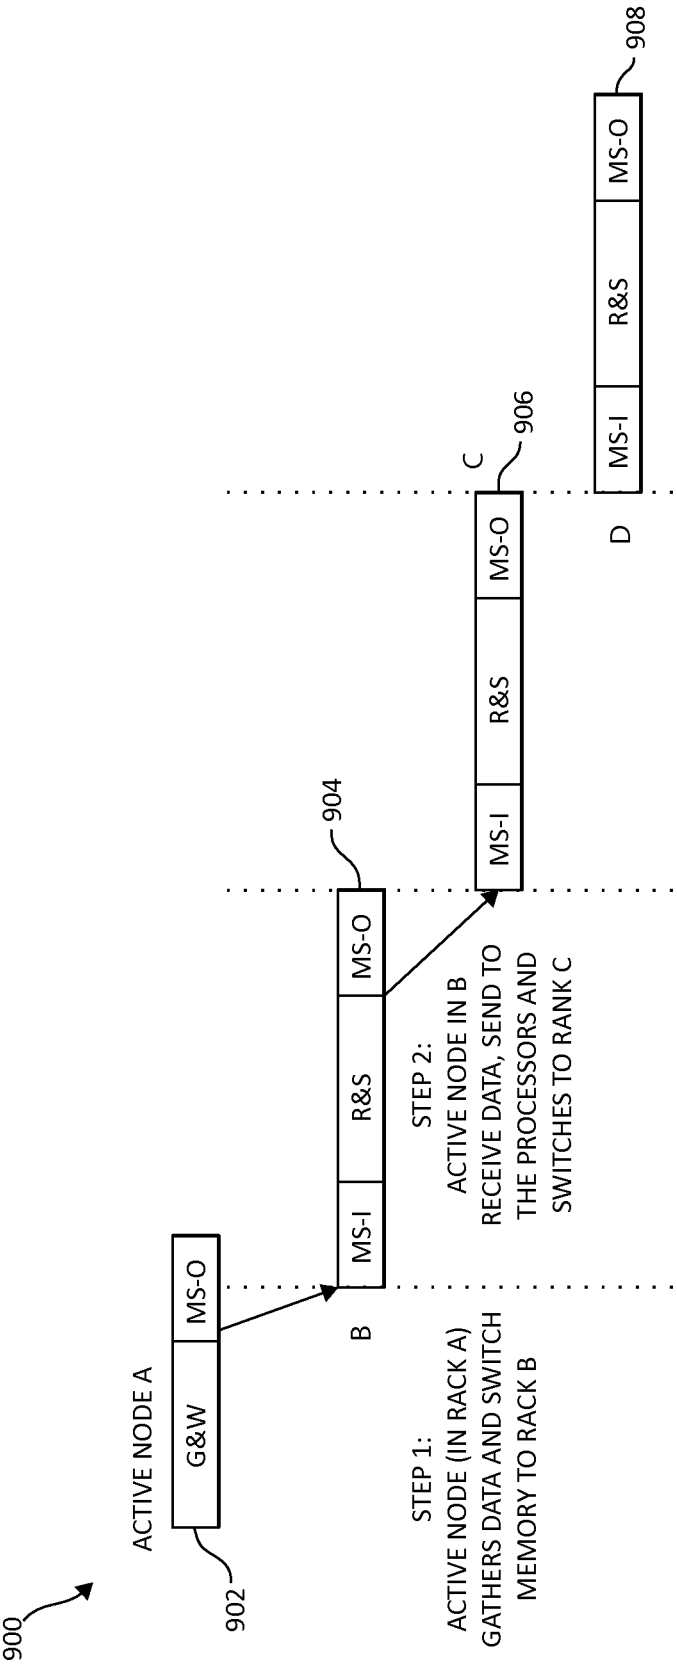 900
ACTIVE NODE A
G&W
MS-O
902
B
MS-I
R&S
MS-O
904
C
MS-I
R&S
MS-O
906
D
MS-I
R&S
MS-O
908
STEP 1:
ACTIVE NODE (IN RACK A)
GATHERS DATA AND SWITCH
MEMORY TO RACK B
STEP 2:
ACTIVE NODE IN B
RECEIVE DATA, SEND TO
THE PROCESSORS AND
SWITCHES TO RANK C